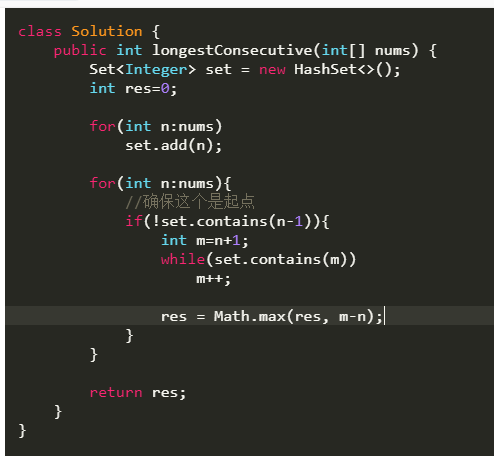 class Solution {
    public int longestConsecutive(int[] nums) {
        Set<Integer> set = new HashSet<>();
        int res=0;

        for(int n:nums)
            set.add(n);

        for(int n:nums){
            //确保这个是起点
            if(!set.contains(n-1)){
                int m=n+1;
                while(set.contains(m))
                    m++;

                res = Math.max(res, m-n);
            }
        }

        return res;
    }
}